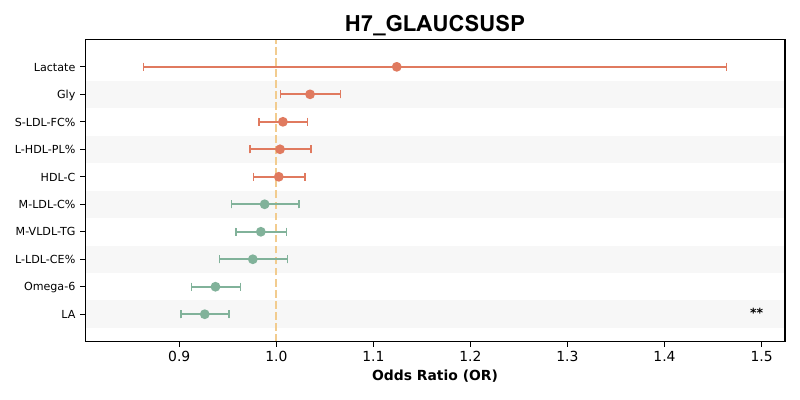 H7_GLAUCSUSP
Lactate
Gly
S-LDL-FC%
L-HDL-PL%
HDL-C
M-LDL-C%
M-VLDL-TG
L-LDL-CE%
Omega-6
LA **
0.9 1.0 1.1 1.2 1.3 1.4 1.5
Odds Ratio (OR)